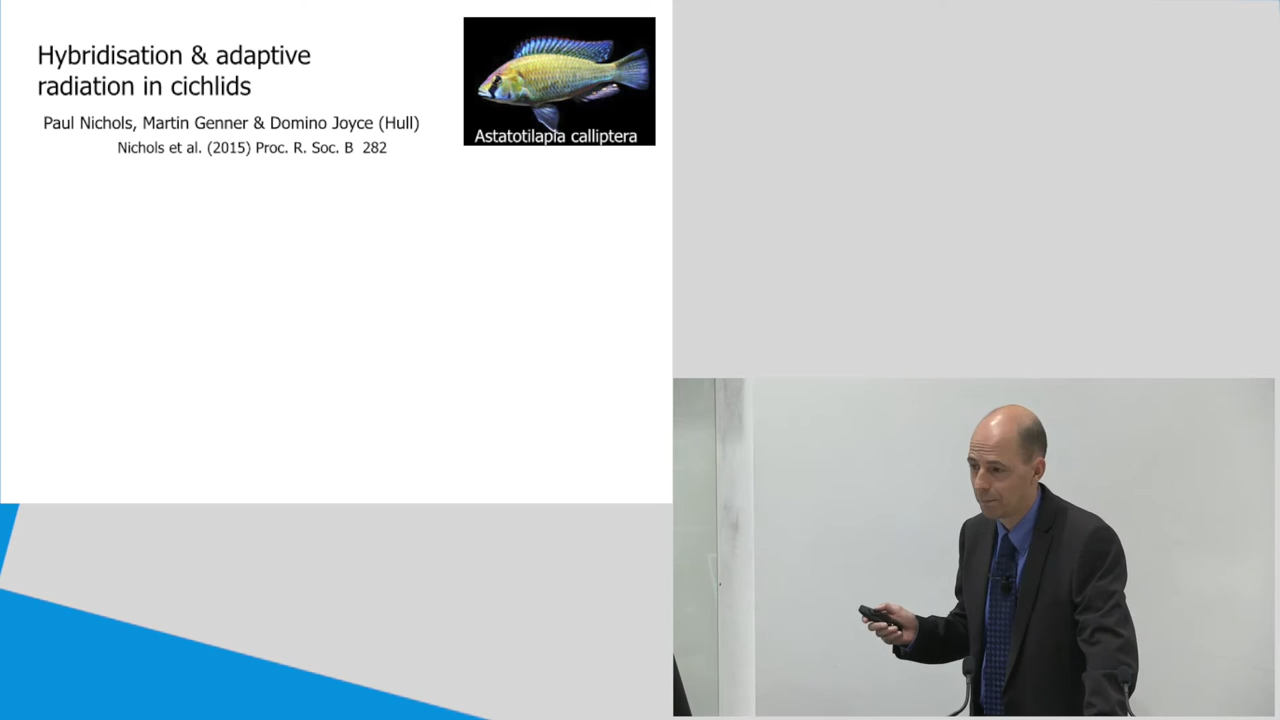 Hybridisation & adaptive
radiation in cichlids
Paul Nichols, Martin Genner & Domino Joyce (Hull)
Nichols et al. (2015) Proc. R. Soc. B 282
Astatotilapia calliptera